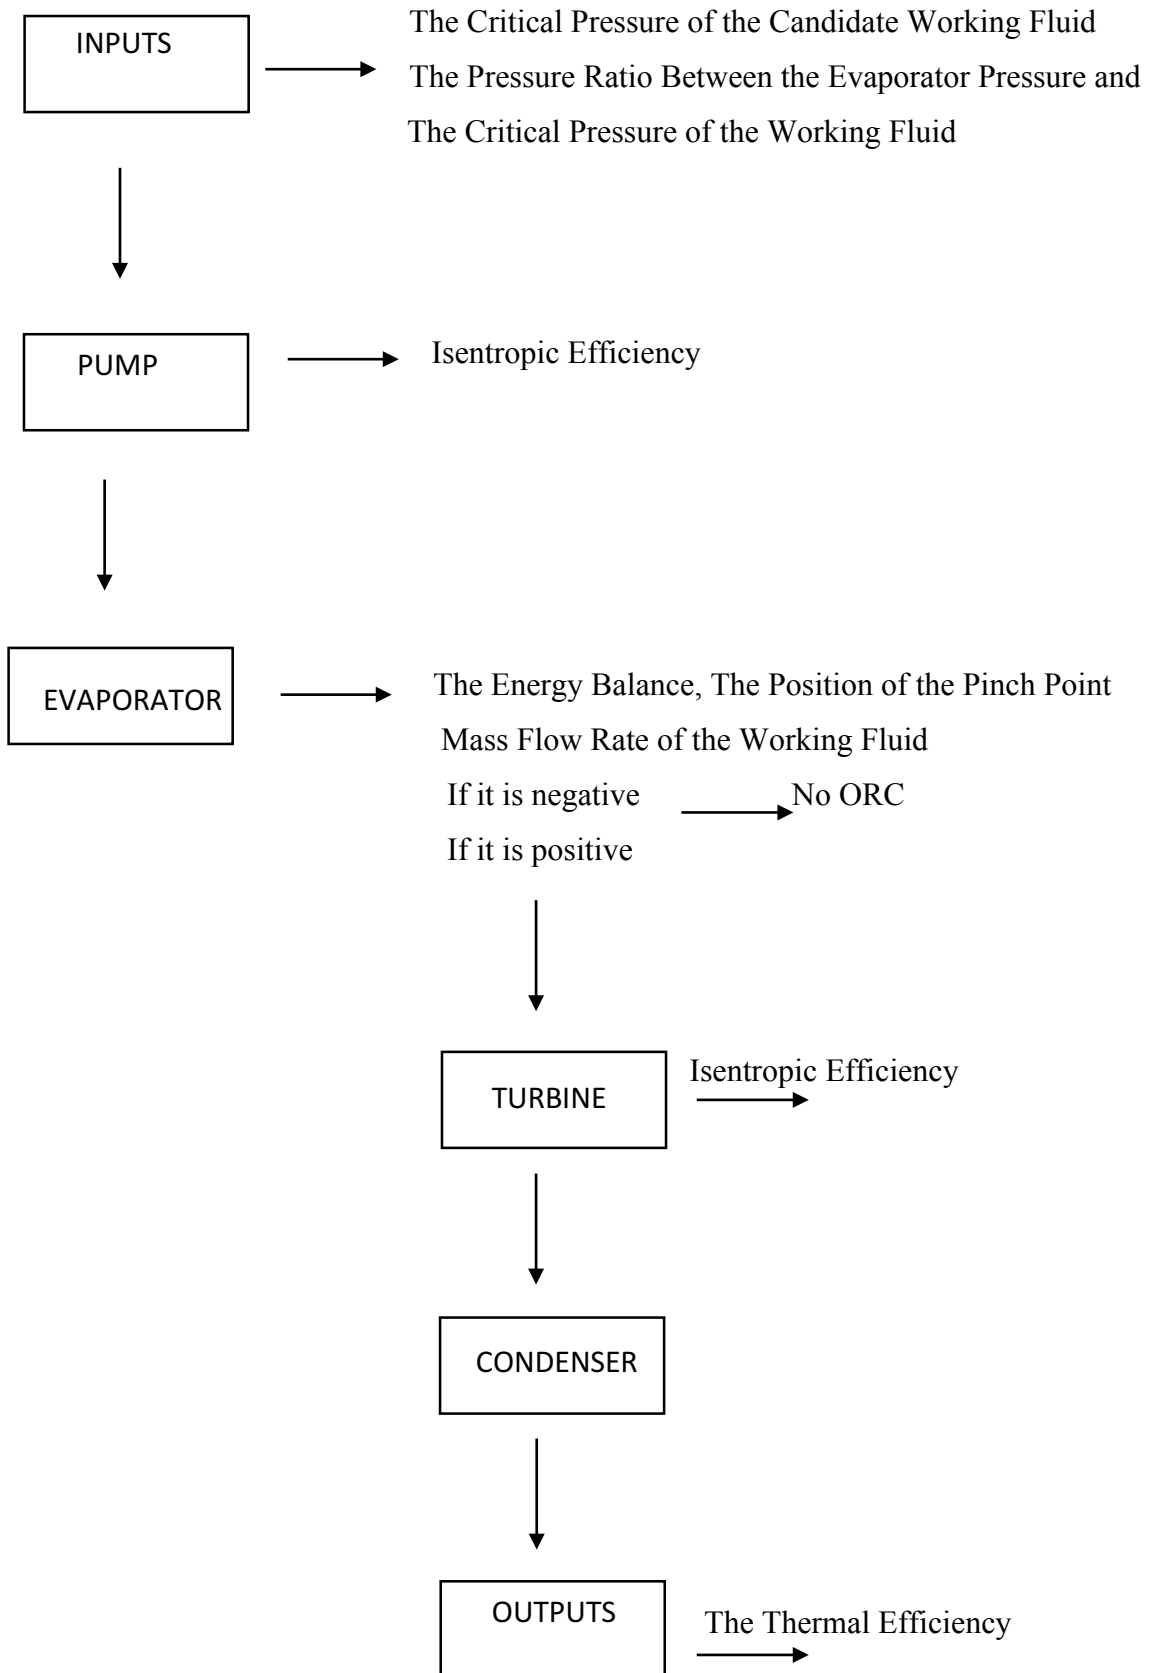 INPUTS
The Critical Pressure of the Candidate Working Fluid
The Pressure Ratio Between the Evaporator Pressure and
The Critical Pressure of the Working Fluid
PUMP
Isentropic Efficiency
EVAPORATOR
The Energy Balance, The Position of the Pinch Point
Mass Flow Rate of the Working Fluid
If it is negative
No ORC
If it is positive
TURBINE
Isentropic Efficiency
CONDENSER
OUTPUTS
The Thermal Efficiency